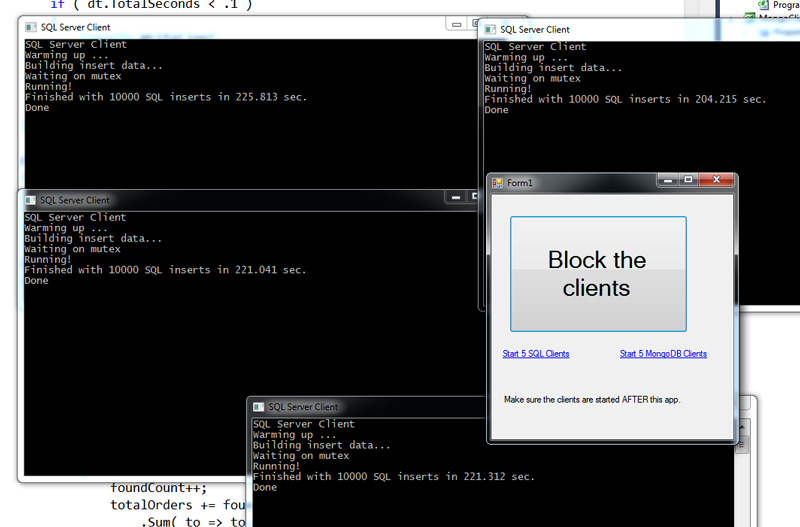 if ( dt.TotalSeconds < .1 )
Progra
SQL Server Client
SQL Server Client
Warming up ...
Building insert data...
Waiting on mutex
Running!
Finished with 10000 SQL inserts in 225.813 sec.
Done
SQL Server Client
SQL Server Client
Warming up ...
Building insert data...
Waiting on mutex
Running!
Finished with 10000 SQL inserts in 204.215 sec.
Done
SQL Server Client
SQL Server Client
Warming up ...
Building insert data...
Waiting on mutex
Running!
Finished with 10000 SQL inserts in 221.041 sec.
Done
Form1
Block the
clients
Start 5 SQL Clients
Start 5 MongoDB Clients
Make sure the clients are started AFTER this app.
SQL Server Client
SQL Server Client
Warming up ...
Building insert data...
Waiting on mutex
Running!
Finished with 10000 SQL inserts in 221.312 sec.
Done
foundCount++;
totalOrders += fou
.Sum( to => to